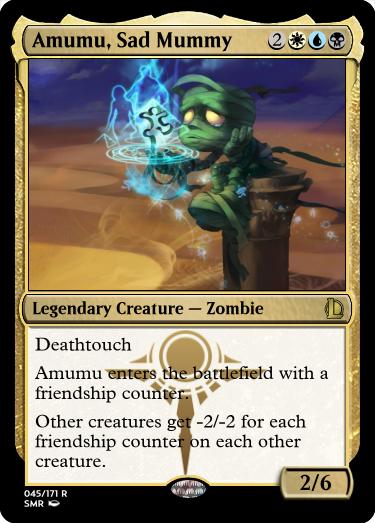 Amumu, Sad Mummy 2
Legendary Creature — Zombie
Deathtouch
Amumu enters the battlefield with a
friendship counter.
Other creatures get -2/-2 for each
friendship counter on each other
creature.
2/6
045/171 R
SMR